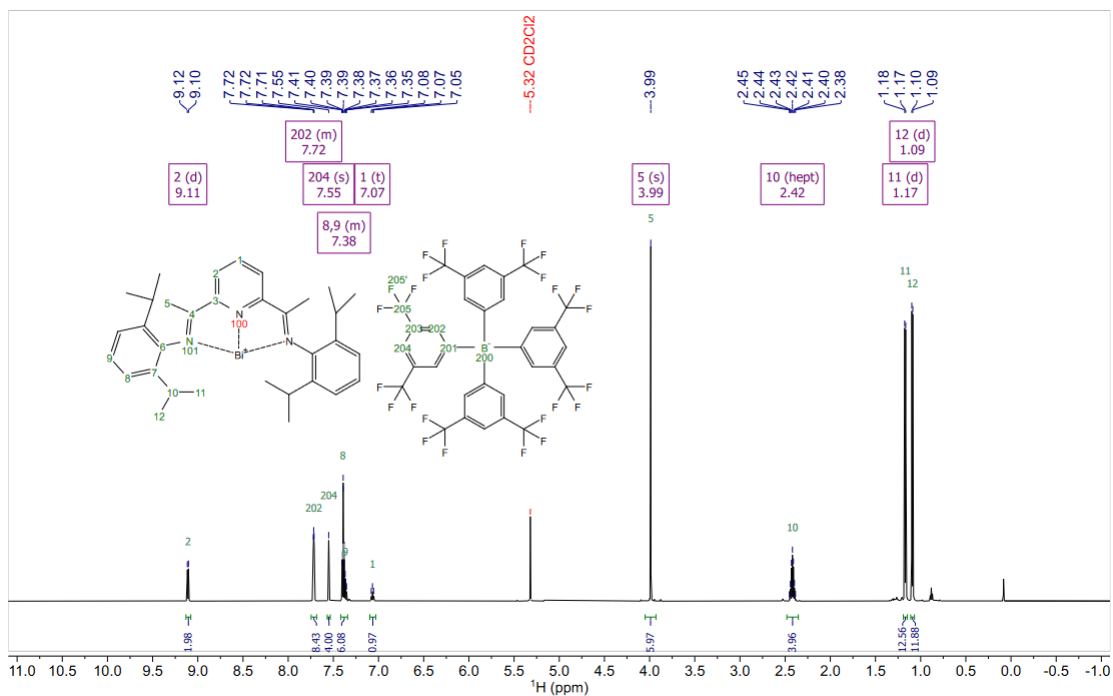 9.12
9.10
7.72
7.72
7.71
7.55
7.41
7.40
7.39
7.39
7.38
7.37
7.36
7.35
7.08
7.07
7.05
5.32 CD2Cl2
3.99
2.45
2.44
2.43
2.42
2.41
2.40
2.38
1.18
1.17
1.10
1.09
202 (m)
7.72
12 (d)
1.09
2 (d)
9.11
204 (s)
7.55
1 (t)
7.07
5 (s)
3.99
10 (hept)
2.42
11 (d)
1.17
8,9 (m)
7.38
5
1
2
5
4
3
N
100
6
N
101
Bi+
N
9
8
7
10
11
12
F
F
F
F
F
F
205'
F
F
F
205
F
F
F
203
202
204
201
B-
200
F
F
F
F
F
F
F
F
F
F
F
F
11
12
8
202
204
10
2
9
1
1.98
8.43
4.00
6.08
0.97
5.97
3.96
12.56
11.88
11.0 10.5 10.0 9.5 9.0 8.5 8.0 7.5 7.0 6.5 6.0 5.5 5.0 4.5 4.0 3.5 3.0 2.5 2.0 1.5 1.0 0.5 0.0 -0.5 -1.0
1H (ppm)